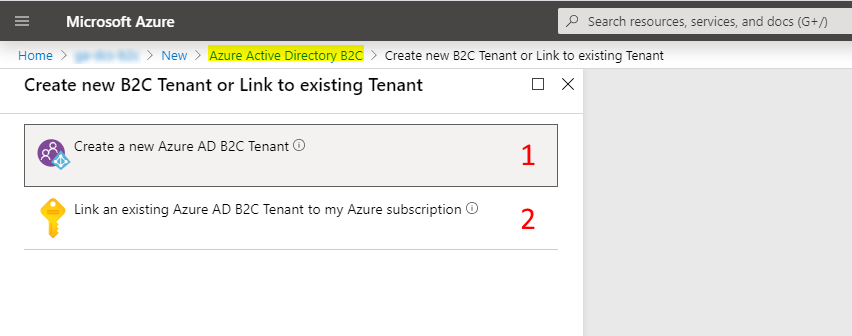 Microsoft Azure
Search resources, services, and docs (G+/)
Home > > New > Azure Active Directory B2C > Create new B2C Tenant or Link to existing Tenant
Create new B2C Tenant or Link to existing Tenant
Create a new Azure AD B2C Tenant
1
Link an existing Azure AD B2C Tenant to my Azure subscription
2